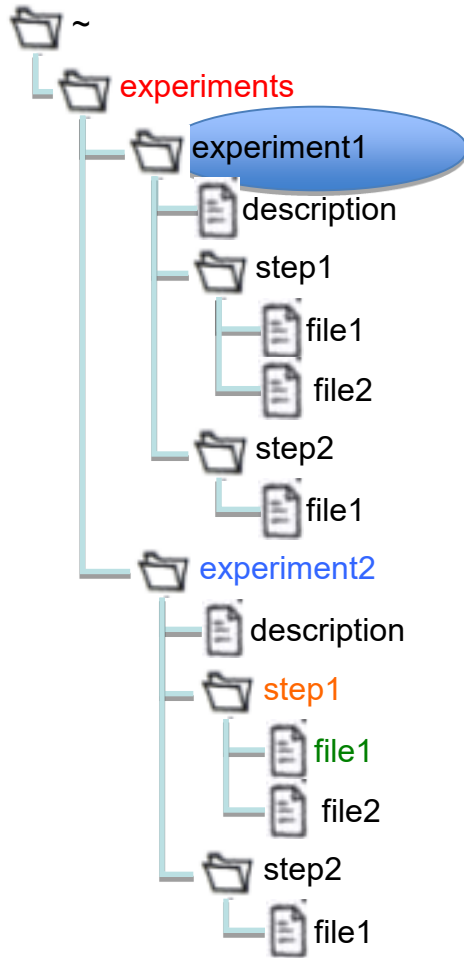 ~
experiments
experiment1
description
step1
file1
file2
step2
file1
experiment2
description
step1
file1
file2
step2
file1